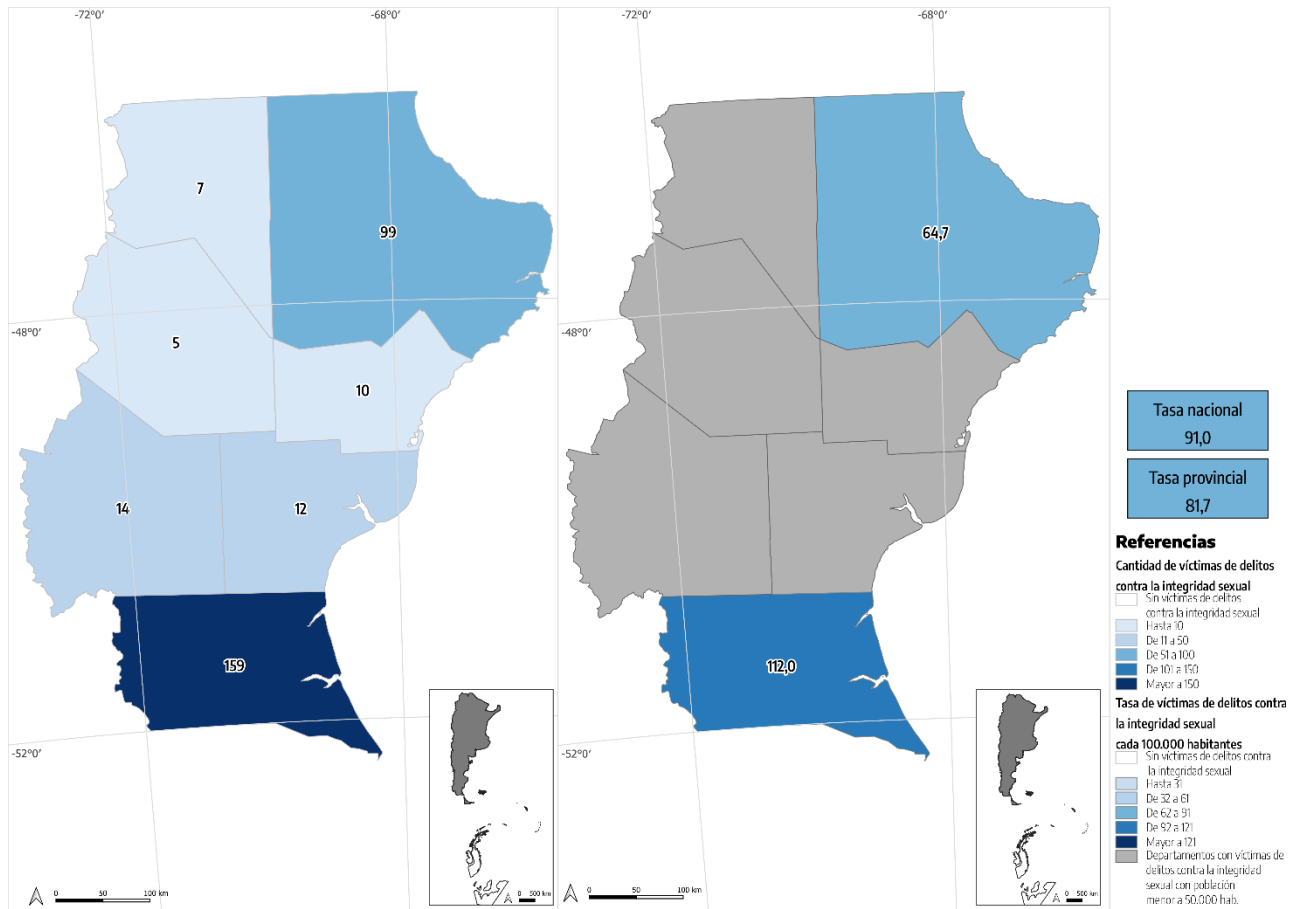 -72°0'
-68°0'
7
99
-48°0'
5
10
14
12
159
-52°0'
0 50 100 km
0 500 km
-72°0'
-68°0'
64,7
112,0
0 50 100 km
0 500 km
Tasa nacional
91,0
Tasa provincial
81,7
Referencias
Cantidad de víctimas de delitos
contra la integridad sexual
Sin víctimas de delitos
contra la integridad sexual
Hasta 10
De 11 a 50
De 51 a 100
De 101 a 150
Mayor a 150
Tasa de víctimas de delitos contra
la integridad sexual
cada 100.000 habitantes
Sin víctimas de delitos contra
la integridad sexual
Hasta 31
De 32 a 61
De 62 a 91
De 92 a 121
Mayor a 121
Departamentos con víctimas de
delitos contra la integridad
sexual con población
menor a 50.000 hab.